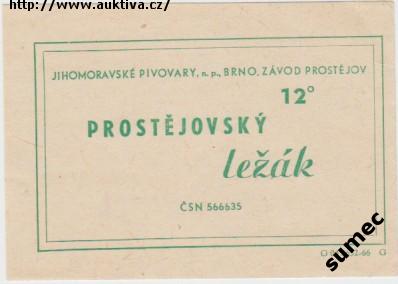 http://www.auktiva.cz/
JIHOMORAVSKÉ PIVOVARY, n. p., BRNO, ZÁVOD PROSTĚJOV
12°
PROSTĚJOVSKÝ
ležák
ČSN 566635
sumec